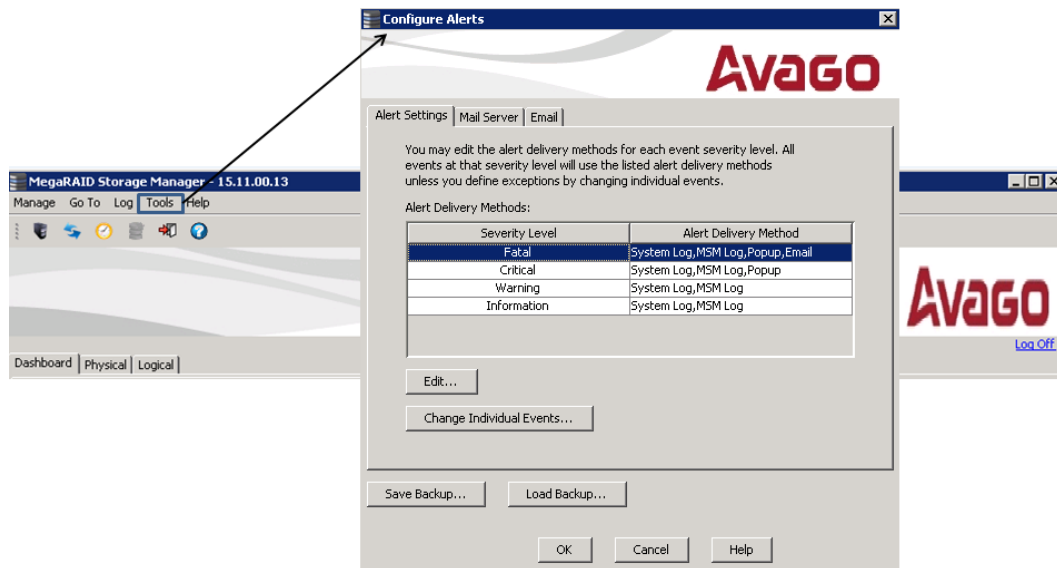 Configure Alerts
Avago
Alert Settings Mail Server Email
You may edit the alert delivery methods for each event severity level. All
events at that severity level will use the listed alert delivery methods
unless you define exceptions by changing individual events.
Alert Delivery Methods:
Severity Level Alert Delivery Method
Fatal System Log,MSM Log,Popup,Email
Critical System Log,MSM Log,Popup
Warning System Log,MSM Log
Information System Log,MSM Log
Edit...
Change Individual Events...
Save Backup... Load Backup...
OK Cancel Help
MegaRAID Storage Manager - 15.11.00.13
Manage Go To Log Tools Help
Avago
Log Off
Dashboard Physical Logical